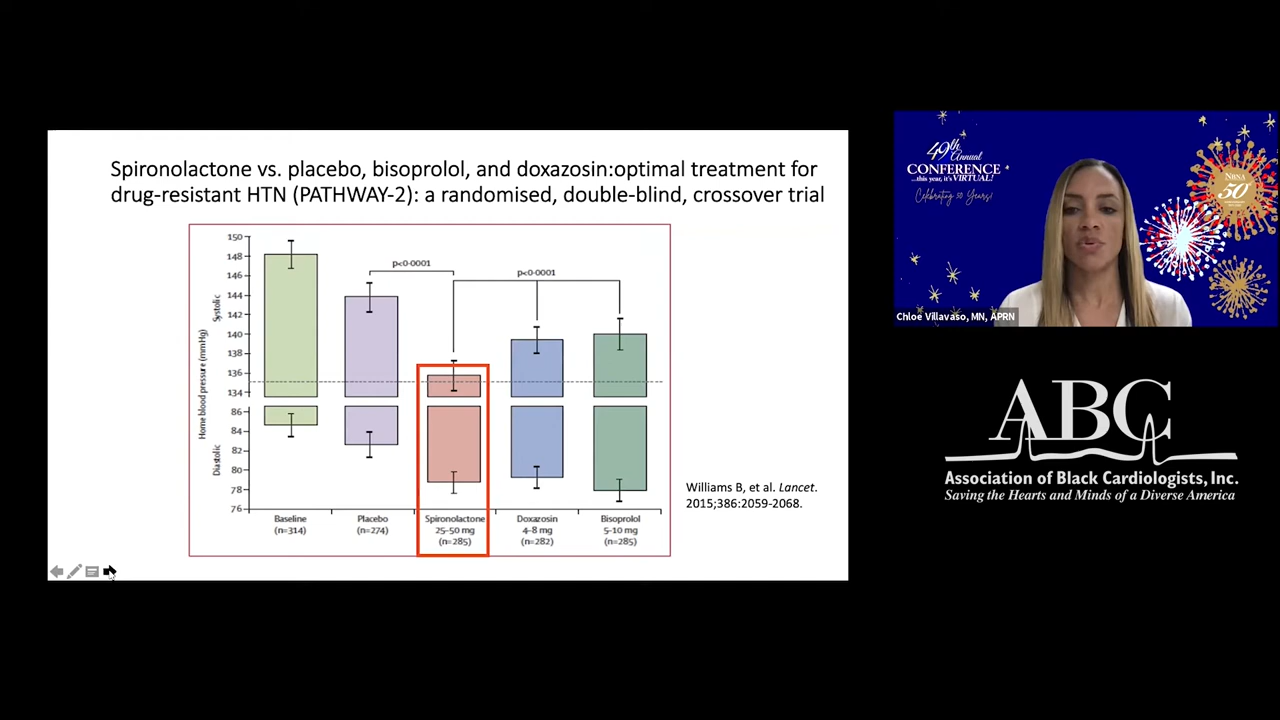 Spironolactone vs. placebo, bisoprolol, and doxazosin:optimal treatment for
drug-resistant HTN (PATHWAY-2): a randomised, double-blind, crossover trial
150
148
146
144
142
140
138
136
134
86
84
82
80
78
76
Systolic
Home blood pressure (mmHg)
Diastolic
p<0·0001
p<0·0001
Baseline
(n=314)
Placebo
(n=274)
Spironolactone
25–50 mg
(n=285)
Doxazosin
4–8 mg
(n=282)
Bisoprolol
5–10 mg
(n=285)
Williams B, et al. Lancet.
2015;386:2059-2068.
49th Annual
CONFERENCE
...this year, it's VIRTUAL!
Celebrating 50 Years!
NBNA
50
Chloe Villavaso, MN, APRN
ABC
Association of Black Cardiologists, Inc.
Saving the Hearts and Minds of a Diverse America